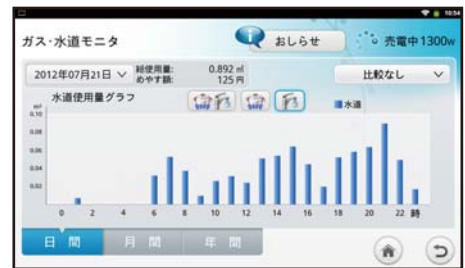 10:54
ガス・水道モニタ
おしらせ
売電中1300w
2012年07月21日
総使用量: 0.892 ㎥
めやす額: 125 円
比較なし
水道使用量グラフ
水道
㎥
0.10
0.08
0.06
0.04
0.02
0 2 4 6 8 10 12 14 16 18 20 22 時
日 間
月 間
年 間